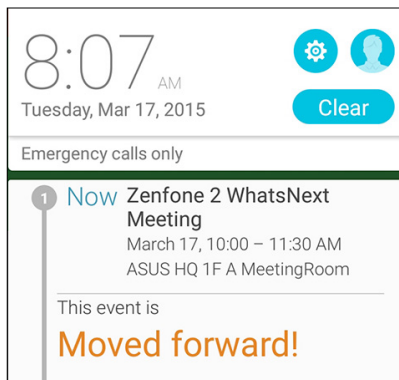 8:07 AM
Tuesday, Mar 17, 2015
Clear
Emergency calls only
1 Now Zenfone 2 WhatsNext
Meeting
March 17, 10:00 – 11:30 AM
ASUS HQ 1F A MeetingRoom
This event is
Moved forward!